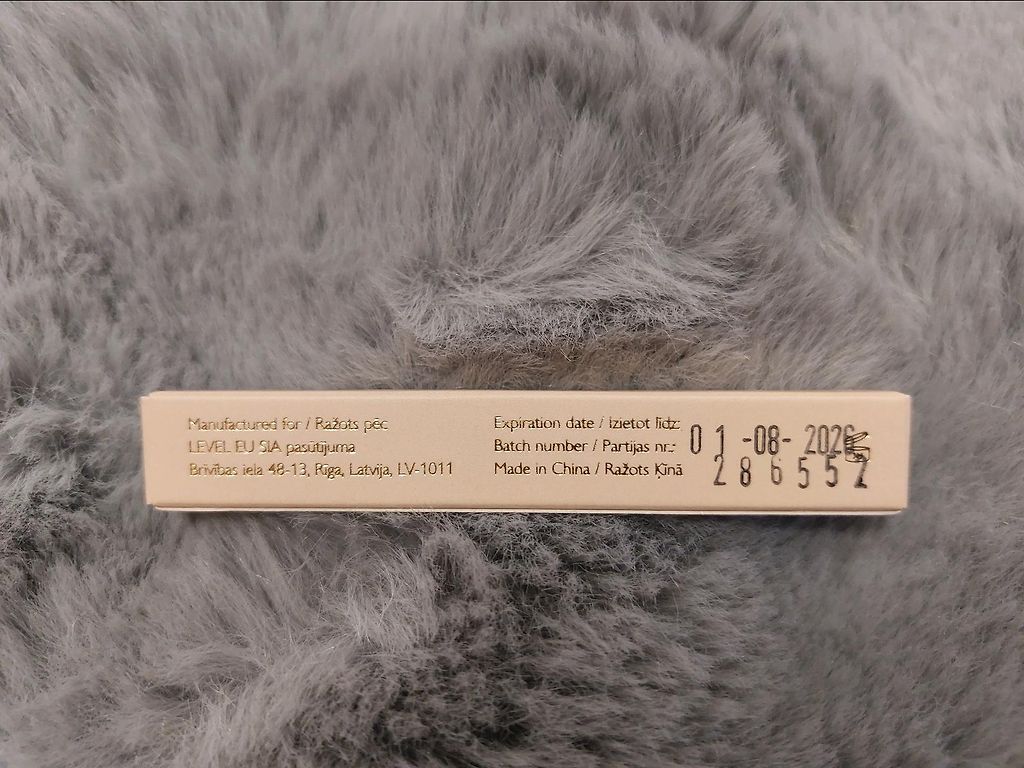 Manufactured for / Ražots pēc
LEVEL EU SIA pasūtījuma
Brīvības iela 48-13, Rīga, Latvija, LV-1011
Expiration date / Izlietot līdz: 01-08-2026
Batch number / Partijas nr.: 286552
Made in China / Ražots Ķīnā